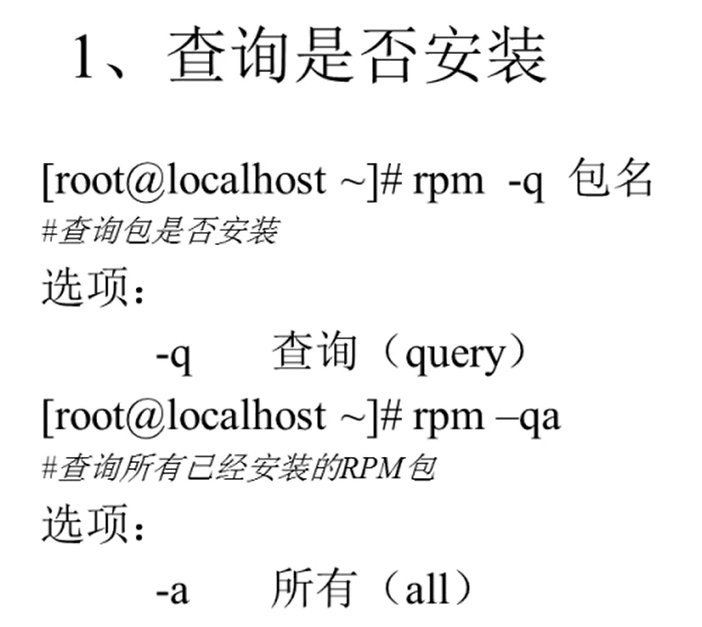 1、查询是否安装
[root@localhost ~]# rpm -q 包名
#查询包是否安装
选项：
-q 查询（query）
[root@localhost ~]# rpm –qa
#查询所有已经安装的RPM包
选项：
-a 所有（all）